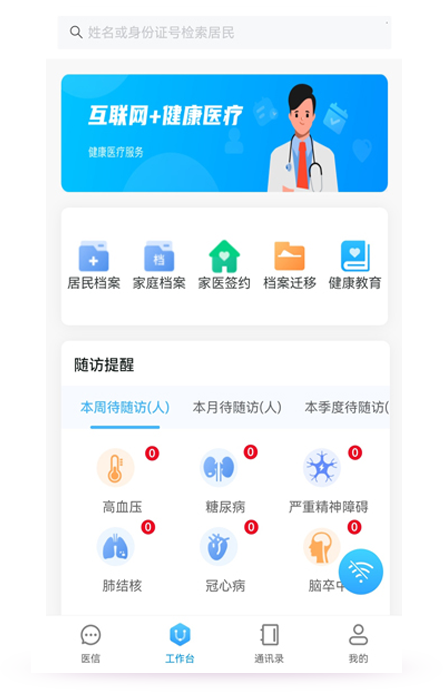 姓名或身份证号检索居民
互联网+健康医疗
健康医疗服务
档
居民档案 家庭档案 家医签约 档案迁移 健康教育
随访提醒
本周待随访(人) 本月待随访(人) 本季度待随访(
0 0 0
高血压 糖尿病 严重精神障碍
0 0 0
肺结核 冠心病 脑卒中
医信 工作台 通讯录 我的